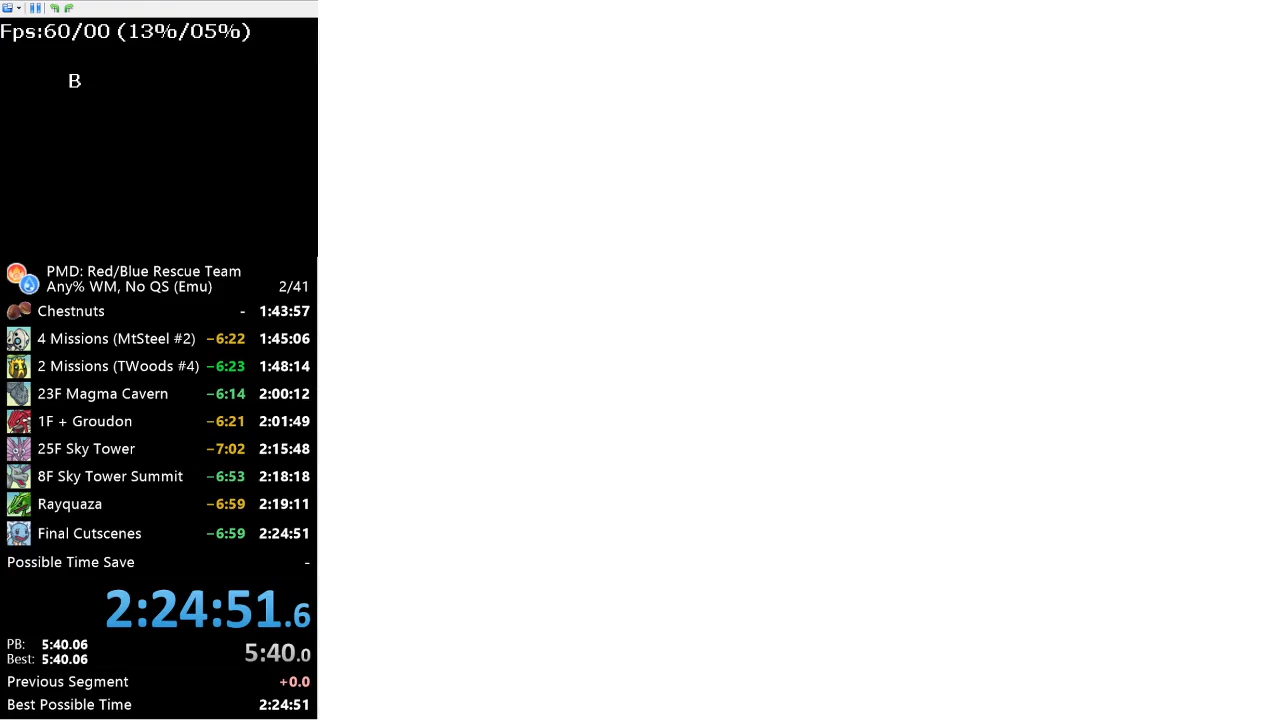 Fps:60/00 (13%/05%)
B
PMD: Red/Blue Rescue Team
Any% WM, No QS (Emu) 2/41
Chestnuts - 1:43:57
4 Missions (MtSteel #2) −6:22 1:45:06
2 Missions (TWoods #4) −6:23 1:48:14
23F Magma Cavern −6:14 2:00:12
1F + Groudon −6:21 2:01:49
25F Sky Tower −7:02 2:15:48
8F Sky Tower Summit −6:53 2:18:18
Rayquaza −6:59 2:19:11
Final Cutscenes −6:59 2:24:51
Possible Time Save -
2:24:51.6
PB: 5:40.06
Best: 5:40.06
5:40.0
Previous Segment +0.0
Best Possible Time 2:24:51